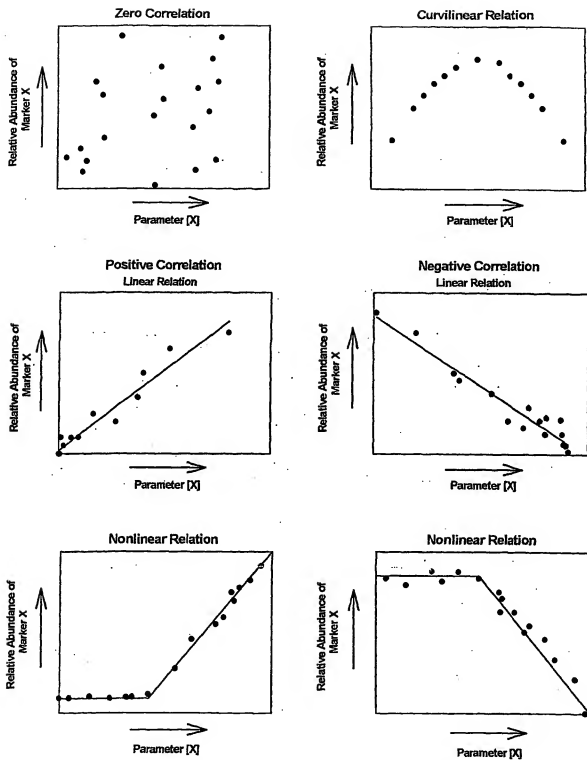 Zero Correlation
Relative Abundance of
Marker X
Parameter [X]
Curvilinear Relation
Relative Abundance of
Marker X
Parameter [X]
Positive Correlation
Linear Relation
Relative Abundance of
Marker X
Parameter [X]
Negative Correlation
Linear Relation
Relative Abundance of
Marker X
Parameter [X]
Nonlinear Relation
Relative Abundance of
Marker X
Parameter [X]
Nonlinear Relation
Relative Abundance of
Marker X
Parameter [X]